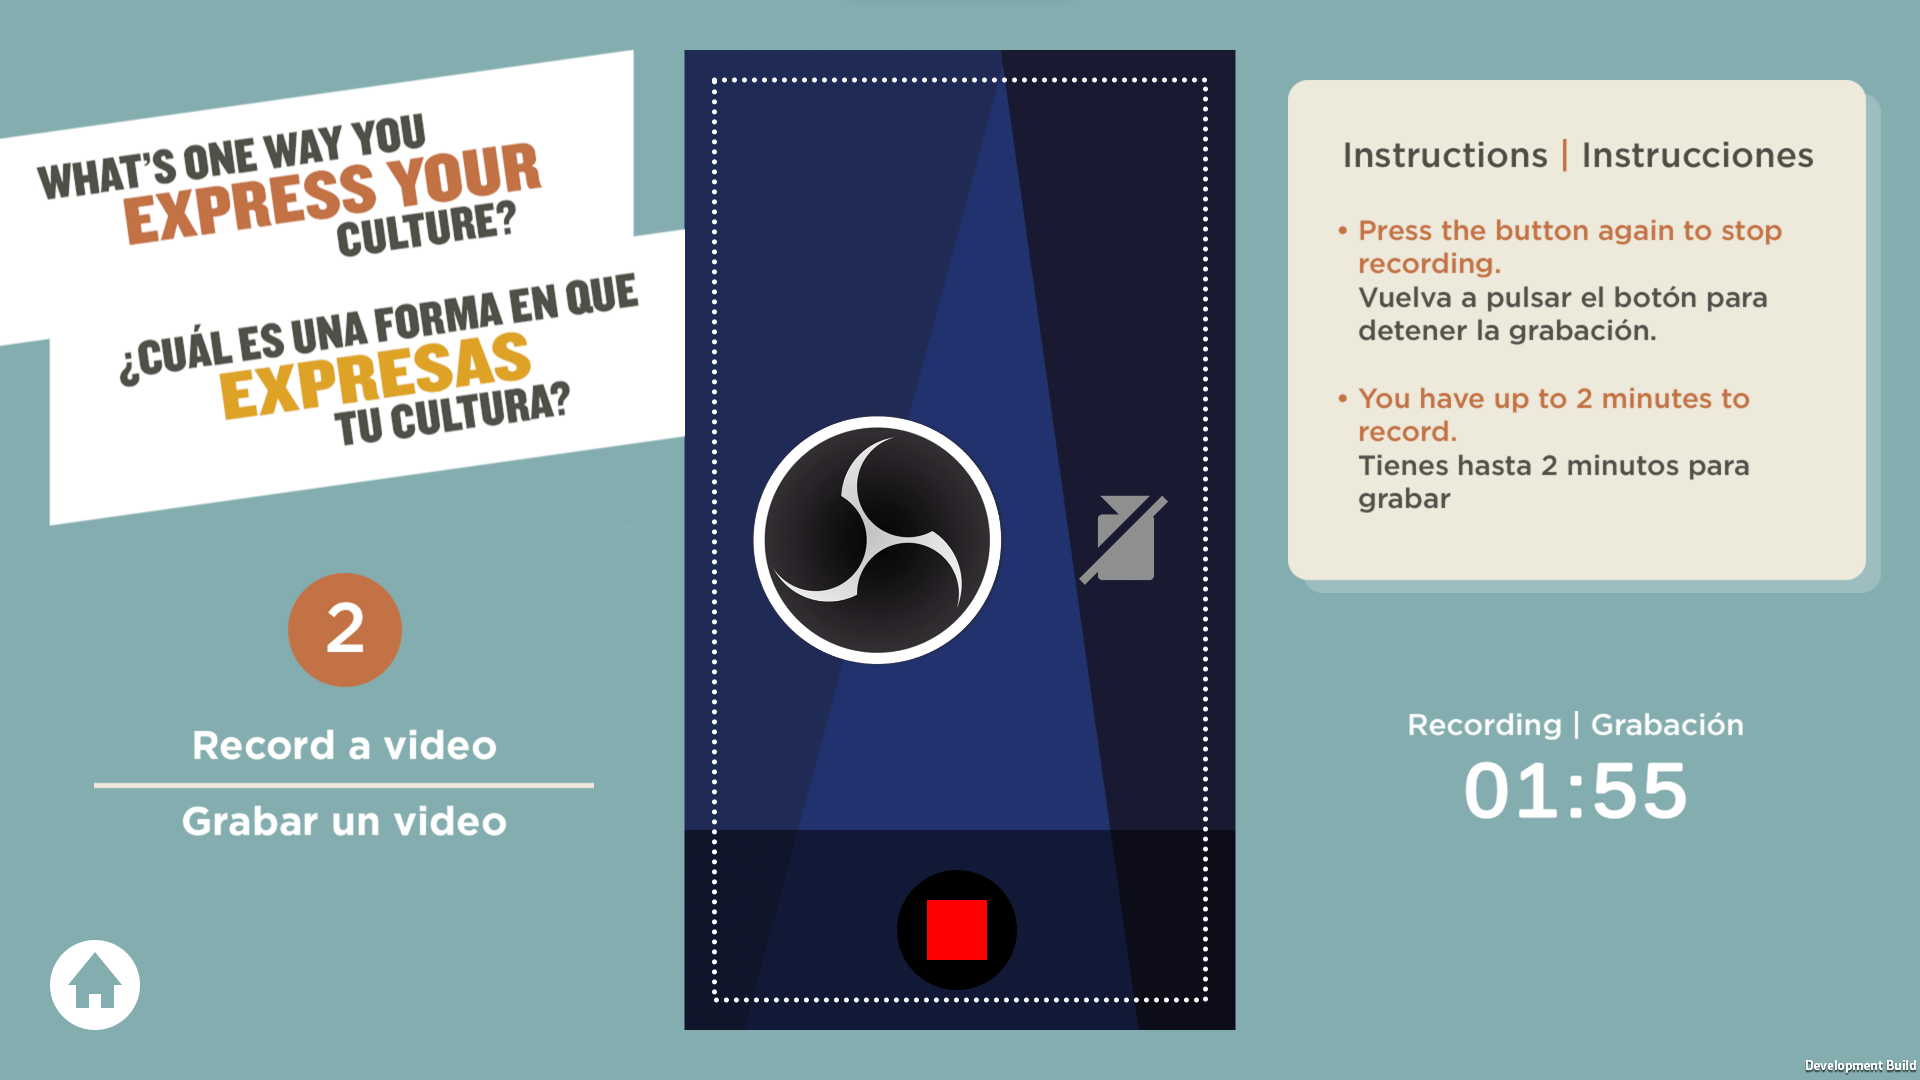 WHAT'S ONE WAY YOU
EXPRESS YOUR
CULTURE?
¿CUÁL ES UNA FORMA EN QUE
EXPRESAS
TU CULTURA?
2
Record a video
Grabar un video
Instructions | Instrucciones
• Press the button again to stop
recording.
Vuelva a pulsar el botón para
detener la grabación.
• You have up to 2 minutes to
record.
Tienes hasta 2 minutos para
grabar
Recording | Grabación
01:55
Development Build